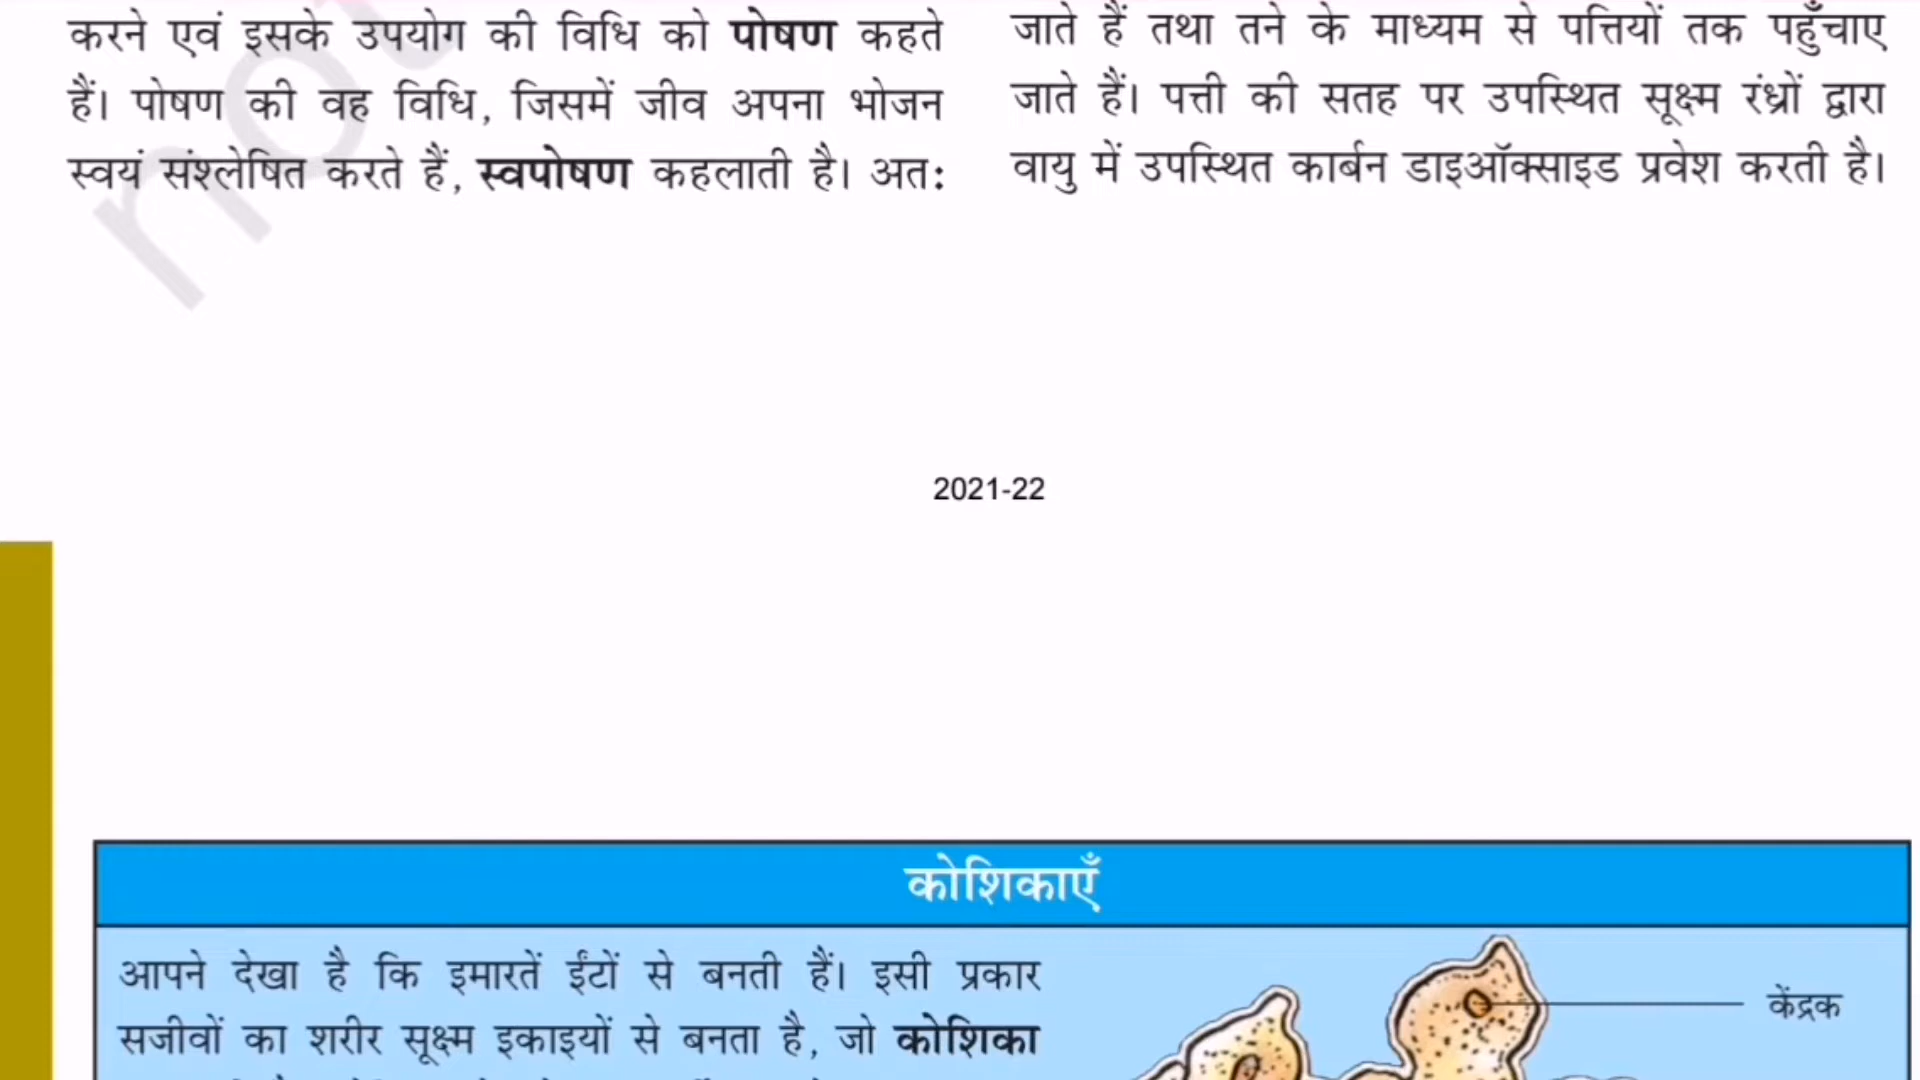 करने एवं इसके उपयोग की विधि को पोषण कहते
हैं। पोषण की वह विधि, जिसमें जीव अपना भोजन
स्वयं संश्लेषित करते हैं, स्वपोषण कहलाती है। अतः
जाते हैं तथा तने के माध्यम से पत्तियों तक पहुँचाए
जाते हैं। पत्ती की सतह पर उपस्थित सूक्ष्म रंध्रों द्वारा
वायु में उपस्थित कार्बन डाइऑक्साइड प्रवेश करती है।
not
2021-22
कोशिकाएँ
आपने देखा है कि इमारतें ईंटों से बनती हैं। इसी प्रकार
सजीवों का शरीर सूक्ष्म इकाइयों से बनता है, जो कोशिका
केंद्रक